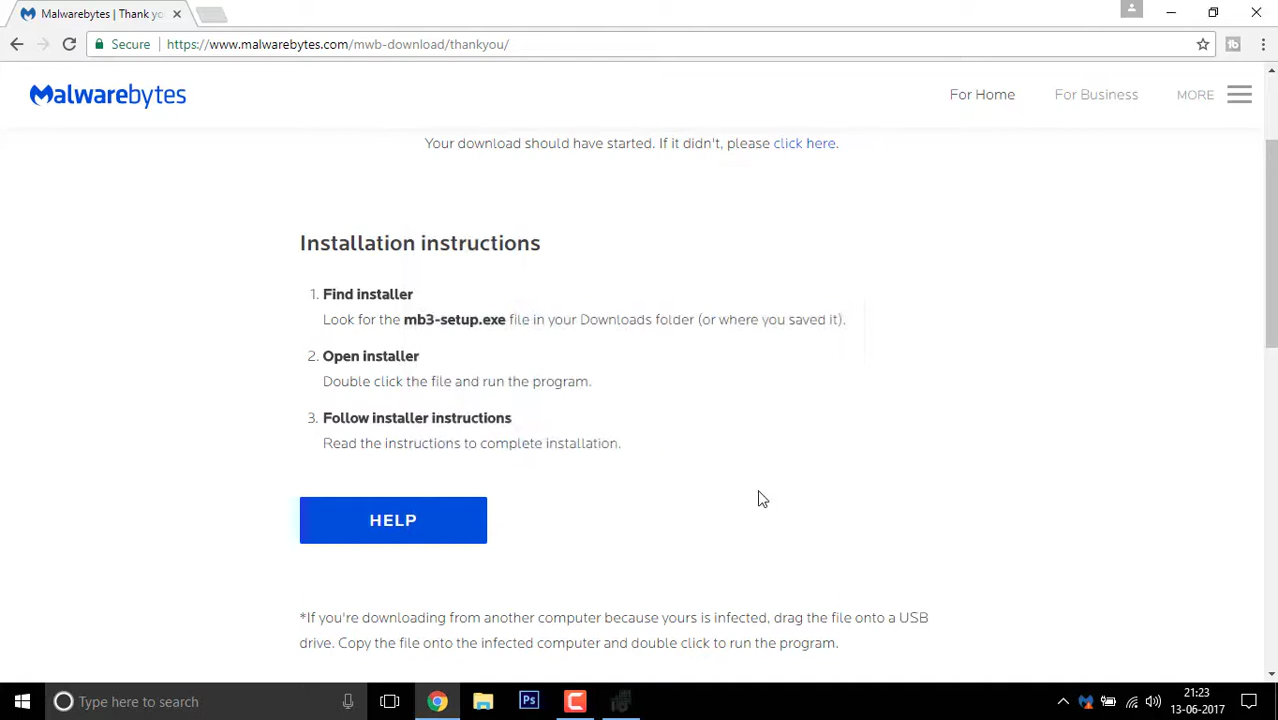 Malwarebytes | Thank yo
Secure
https://www.malwarebytes.com/mwb-download/thankyou/
Malwarebytes
For Home
For Business
MORE
Your download should have started. If it didn't, please click here.
Installation instructions
1. Find installer
Look for the mb3-setup.exe file in your Downloads folder (or where you saved it).
2. Open installer
Double click the file and run the program.
3. Follow installer instructions
Read the instructions to complete installation.
HELP
*If you're downloading from another computer because yours is infected, drag the file onto a USB
drive. Copy the file onto the infected computer and double click to run the program.
Type here to search
Ps
21:23
13-06-2017